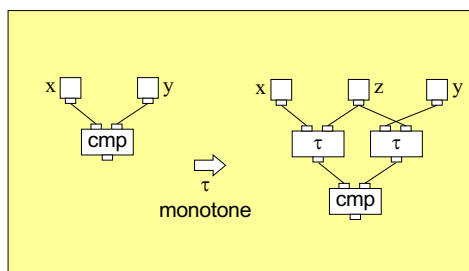 x y x z y
cmp τ τ
τ
monotone cmp